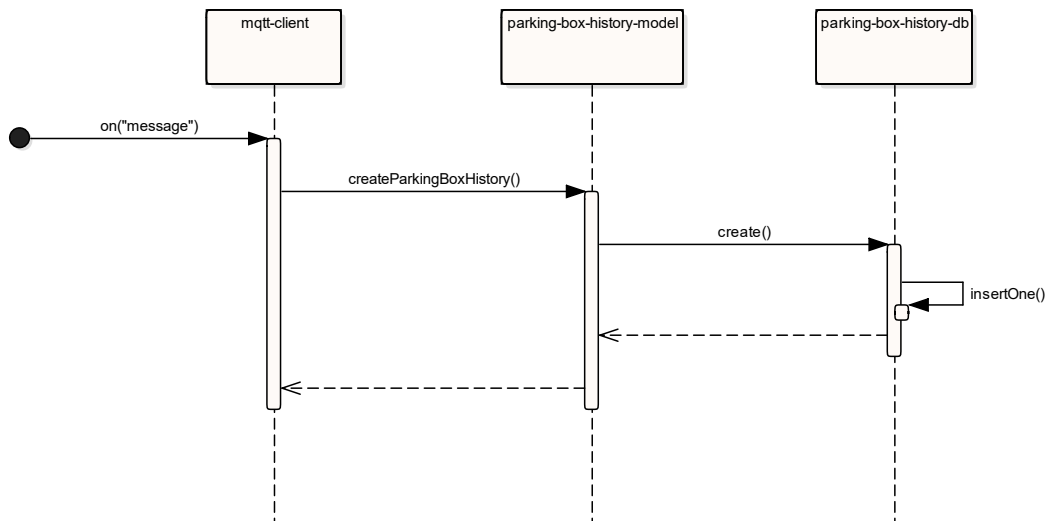 mqtt-client
parking-box-history-model
parking-box-history-db
on("message")
createParkingBoxHistory()
create()
insertOne()